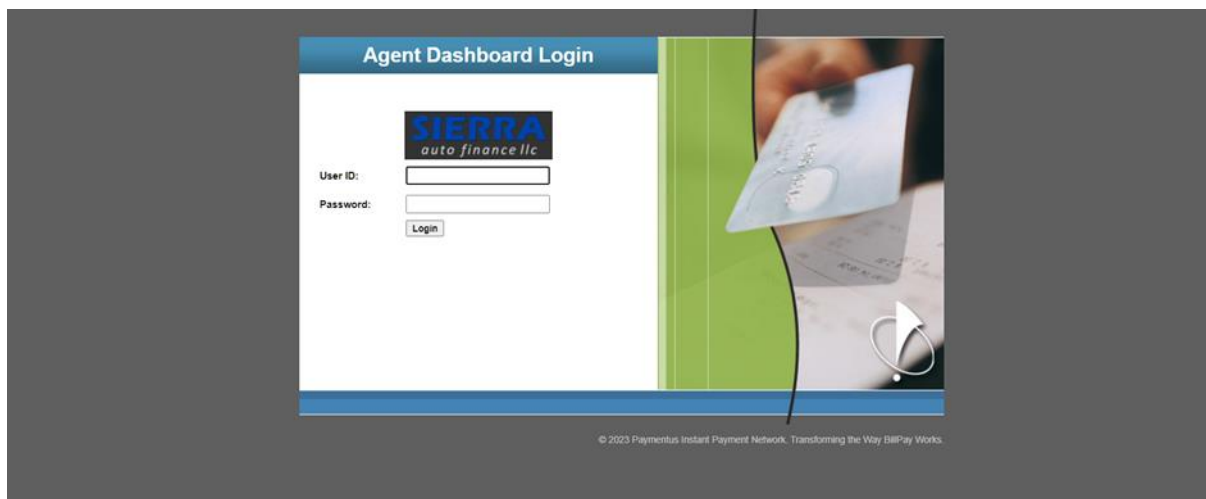 Agent Dashboard Login
SIERRA
auto finance llc
User ID:
Password:
Login
© 2023 Paymentus Instant Payment Network, Transforming the Way BillPay Works.